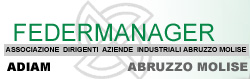 FEDERMANAGER
ASSOCIAZIONE DIRIGENTI AZIENDE INDUSTRIALI ABRUZZO MOLISE
ADIAM ABRUZZO MOLISE